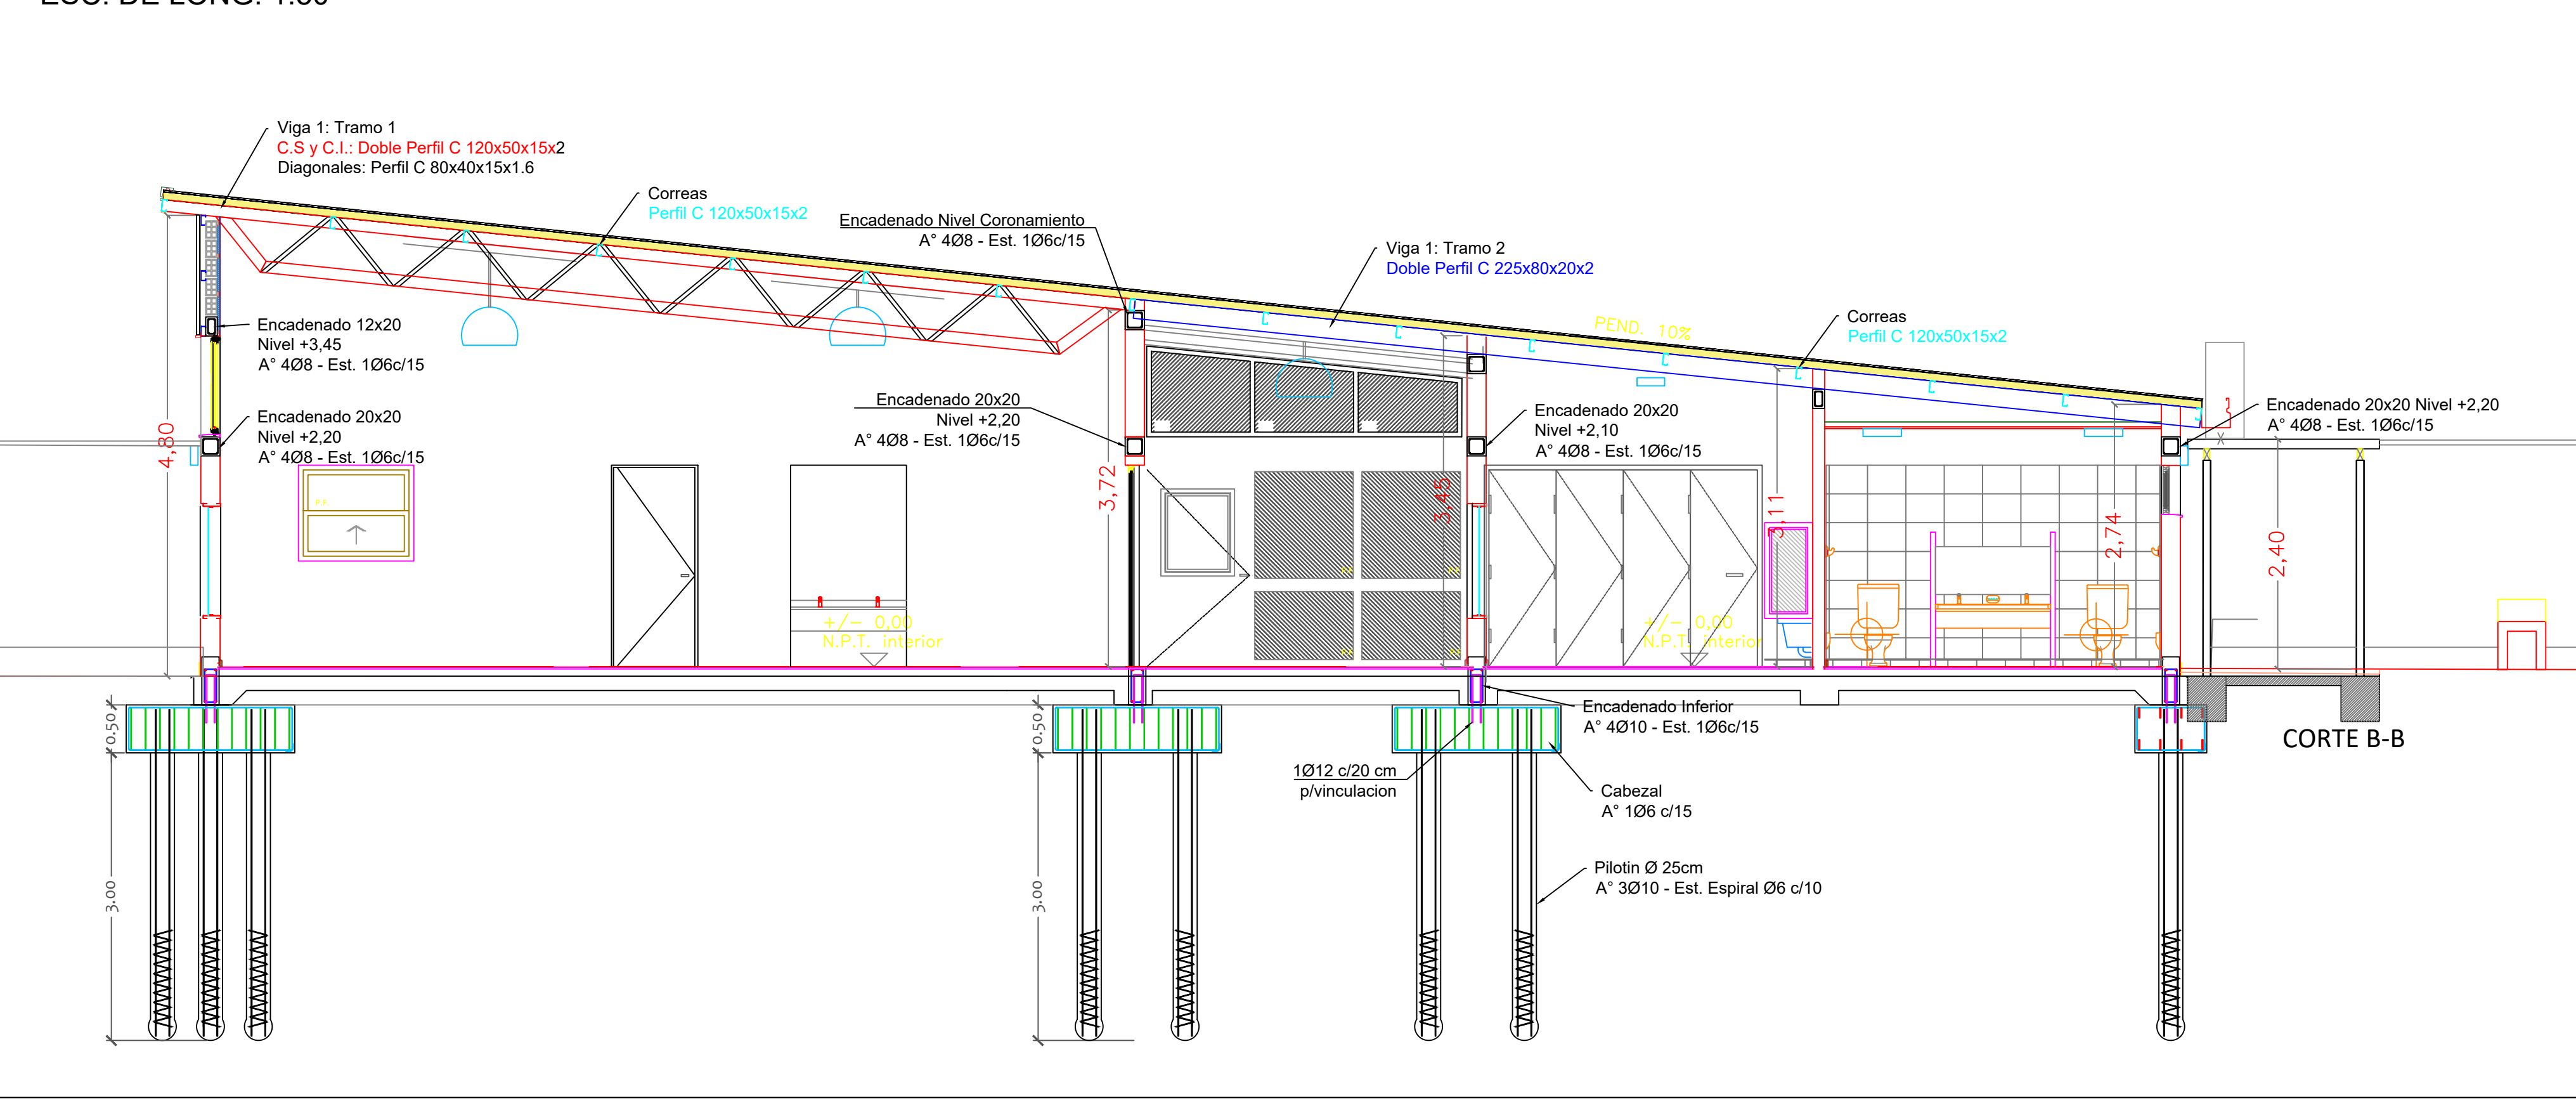 Viga 1: Tramo 1
C.S y C.I.: Doble Perfil C 120x50x15x2
Diagonales: Perfil C 80x40x15x1.6
Correas
Perfil C 120x50x15x2
Encadenado Nivel Coronamiento
A° 4Ø8 - Est. 1Ø6c/15
Viga 1: Tramo 2
Doble Perfil C 225x80x20x2
PEND. 10%
Correas
Perfil C 120x50x15x2
Encadenado 12x20
Nivel +3,45
A° 4Ø8 - Est. 1Ø6c/15
Encadenado 20x20
Nivel +2,20
A° 4Ø8 - Est. 1Ø6c/15
Encadenado 20x20
Nivel +2,20
A° 4Ø8 - Est. 1Ø6c/15
Encadenado 20x20
Nivel +2,10
A° 4Ø8 - Est. 1Ø6c/15
Encadenado 20x20 Nivel +2,20
A° 4Ø8 - Est. 1Ø6c/15
4,80
3,72
3,45
3,11
2,74
2,40
+/- 0,00
N.P.T. interior
+/- 0,00
N.P.T. interior
0.50
0.50
Encadenado Inferior
A° 4Ø10 - Est. 1Ø6c/15
CORTE B-B
1Ø12 c/20 cm
p/vinculacion
Cabezal
A° 1Ø6 c/15
Pilotin Ø 25cm
A° 3Ø10 - Est. Espiral Ø6 c/10
3.00
3.00